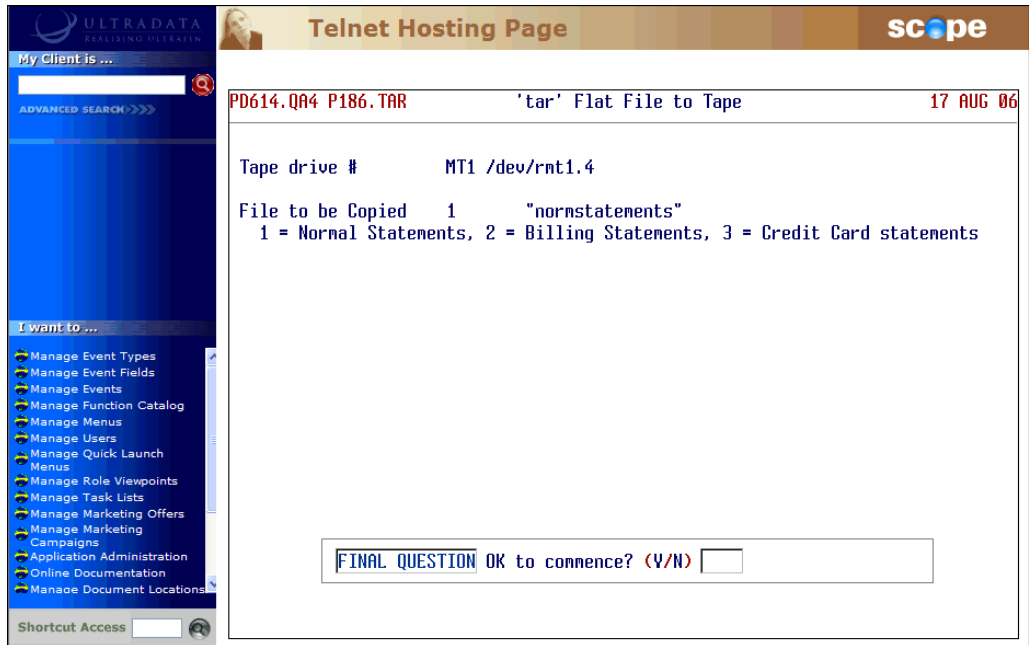 ULTRADATA
REALISING ULTRAFIN
Telnet Hosting Page
scope
My Client is ...
ADVANCED SEARCH
PD614.QA4 P186.TAR 'tar' Flat File to Tape 17 AUG 06
Tape drive # MT1 /dev/rmt1.4
File to be Copied 1 "normstatements"
1 = Normal Statements, 2 = Billing Statements, 3 = Credit Card statements
I want to ...
Manage Event Types
Manage Event Fields
Manage Events
Manage Function Catalog
Manage Menus
Manage Users
Manage Quick Launch
Menus
Manage Role Viewpoints
Manage Task Lists
Manage Marketing Offers
Manage Marketing
Campaigns
Application Administration
Online Documentation
Manage Document Locations
FINAL QUESTION OK to commence? (Y/N)
Shortcut Access